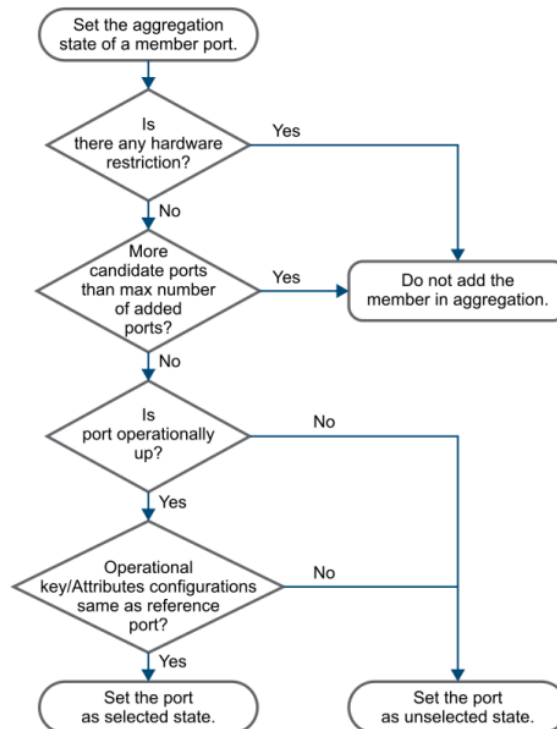 Set the aggregation
state of a member port.
Is
there any hardware
restriction?
Yes
No
More
candidate ports
than max number
of added
ports?
Yes
Do not add the
member in aggregation.
No
Is
port operationally
up?
No
Yes
Operational
key/Attributes configurations
same as reference
port?
No
Yes
Set the port
as selected state.
Set the port
as unselected state.